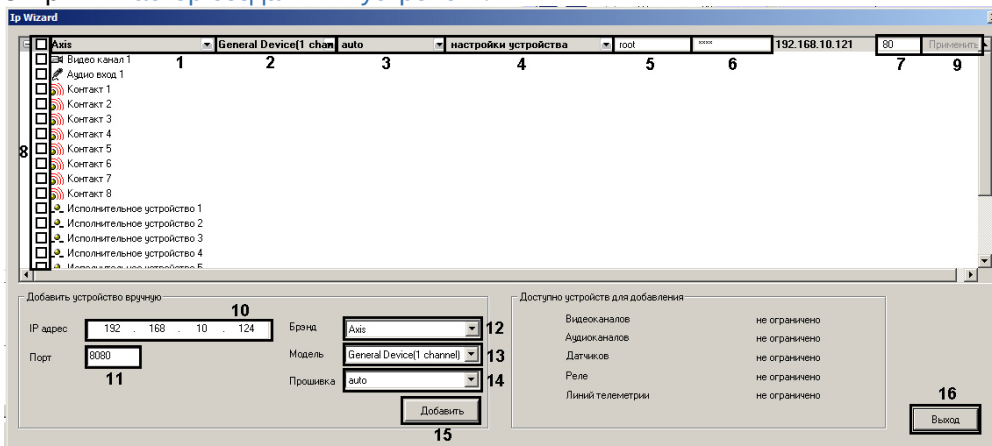 Ip Wizard
Axis General Device(1 chan auto настройки устройства root **** 192.168.10.121 80 Применить
1 2 3 4 5 6 7 9
Видео канал 1
Аудио вход 1
Контакт 1
Контакт 2
Контакт 3
Контакт 4
8 Контакт 5
Контакт 6
Контакт 7
Контакт 8
Исполнительное устройство 1
Исполнительное устройство 2
Исполнительное устройство 3
Исполнительное устройство 4
Добавить устройство вручную
10
IP адрес 192 . 168 . 10 . 124
Порт 8080
11
Брэнд Axis 12
Модель General Device(1 channel) 13
Прошивка auto 14
Добавить
15
Доступно устройств для добавления
Видеоканалов не ограничено
Аудиоканалов не ограничено
Датчиков не ограничено
Реле не ограничено
Линий телеметрии не ограничено
16
Выход